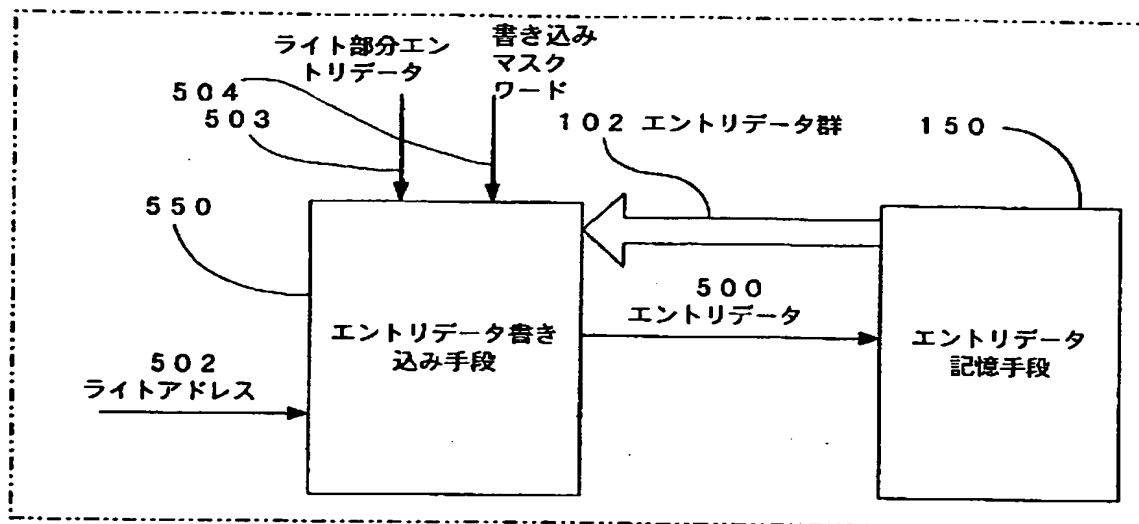 ライト部分エン
トリデータ
書き込み
マスク
ワード
504
503
102 エントリデータ群
150
550
500
エントリデータ
エントリデータ書き
込み手段
エントリデータ
記憶手段
502
ライトアドレス